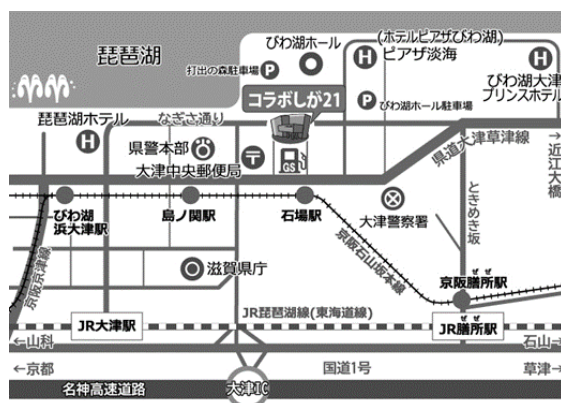 琵琶湖
びわ湖ホール
(ホテルピアザびわ湖)
ピアザ淡海
H
H
打出の森駐車場
P
コラボしが21
P
びわ湖ホール駐車場
びわ湖大津
プリンスホテル
琵琶湖ホテル
なぎさ通り
H
県警本部
大津中央郵便局
〒
GS
県道大津草津線
→近江大橋
びわ湖
浜大津駅
島ノ関駅
石場駅
大津警察署
ときめき坂
京阪京津線
滋賀県庁
京阪石山坂本線
ぜぜ
京阪膳所駅
JR大津駅
JR琵琶湖線(東海道線)
ぜぜ
JR膳所駅
←山科
石山→
←京都
国道1号
草津→
名神高速道路
大津IC